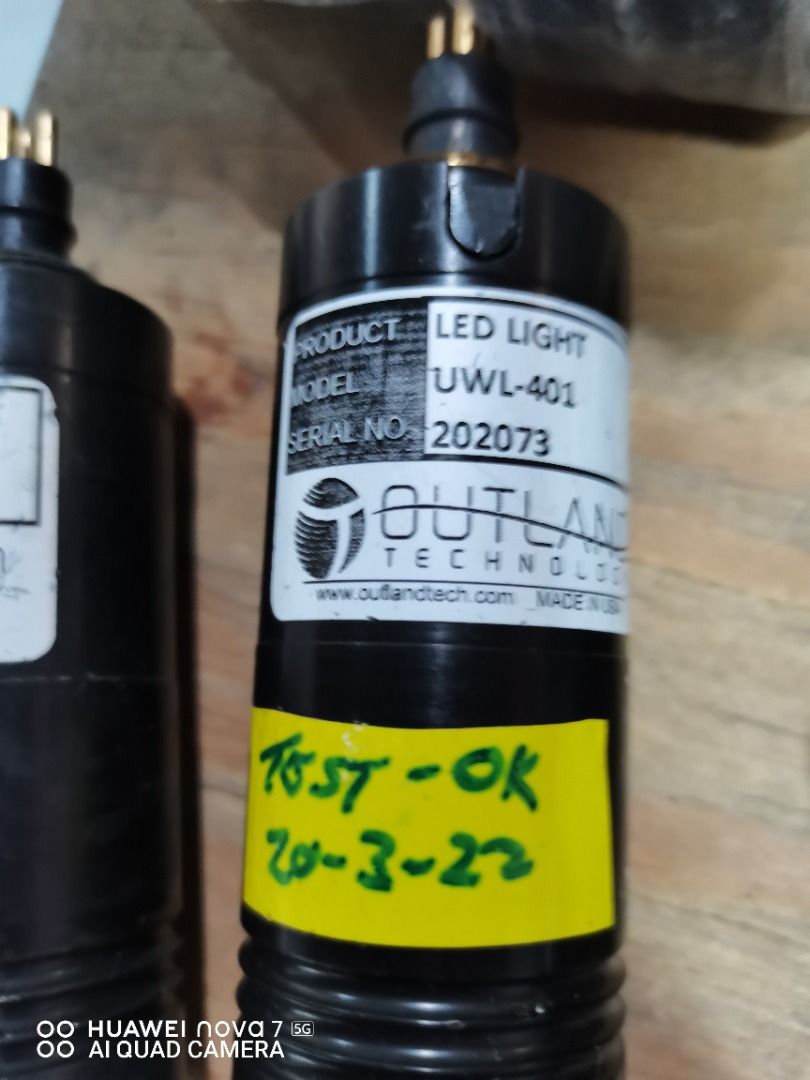 PRODUCT LED LIGHT
MODEL UWL-401
SERIAL NO. 202073
OUTLAND
TECHNOLOG
www.outlandtech.com MADE IN USA
TEST-OK
20-3-22
HUAWEI nova 7 5G
AI QUAD CAMERA